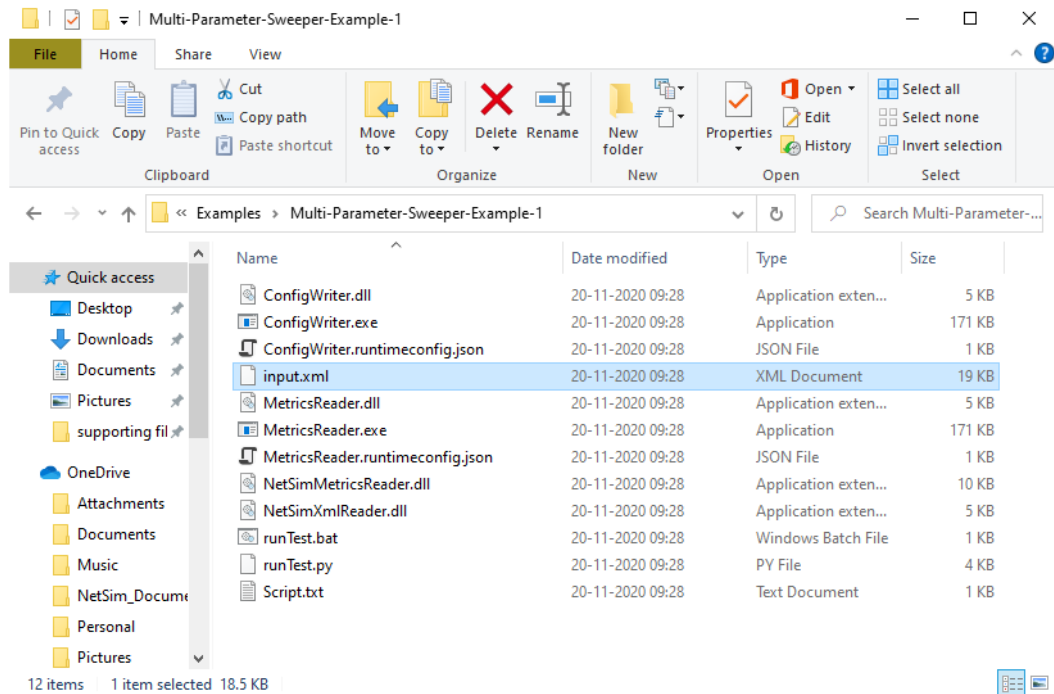 Multi-Parameter-Sweeper-Example-1
File Home Share View
Pin to Quick access
Copy
Paste
Cut
Copy path
Paste shortcut
Move to
Copy to
Delete
Rename
New folder
Properties
Open
Edit
History
Select all
Select none
Invert selection
Clipboard Organize New Open Select
« Examples › Multi-Parameter-Sweeper-Example-1
Search Multi-Parameter-...
Name Date modified Type Size
ConfigWriter.dll 20-11-2020 09:28 Application exten... 5 KB
ConfigWriter.exe 20-11-2020 09:28 Application 171 KB
ConfigWriter.runtimeconfig.json 20-11-2020 09:28 JSON File 1 KB
input.xml 20-11-2020 09:28 XML Document 19 KB
MetricsReader.dll 20-11-2020 09:28 Application exten... 5 KB
MetricsReader.exe 20-11-2020 09:28 Application 171 KB
MetricsReader.runtimeconfig.json 20-11-2020 09:28 JSON File 1 KB
NetSimMetricsReader.dll 20-11-2020 09:28 Application exten... 10 KB
NetSimXmlReader.dll 20-11-2020 09:28 Application exten... 5 KB
runTest.bat 20-11-2020 09:28 Windows Batch File 1 KB
runTest.py 20-11-2020 09:28 PY File 4 KB
Script.txt 20-11-2020 09:28 Text Document 1 KB
Quick access
Desktop
Downloads
Documents
Pictures
supporting fil
OneDrive
Attachments
Documents
Music
NetSim_Docume
Personal
Pictures
12 items 1 item selected 18.5 KB